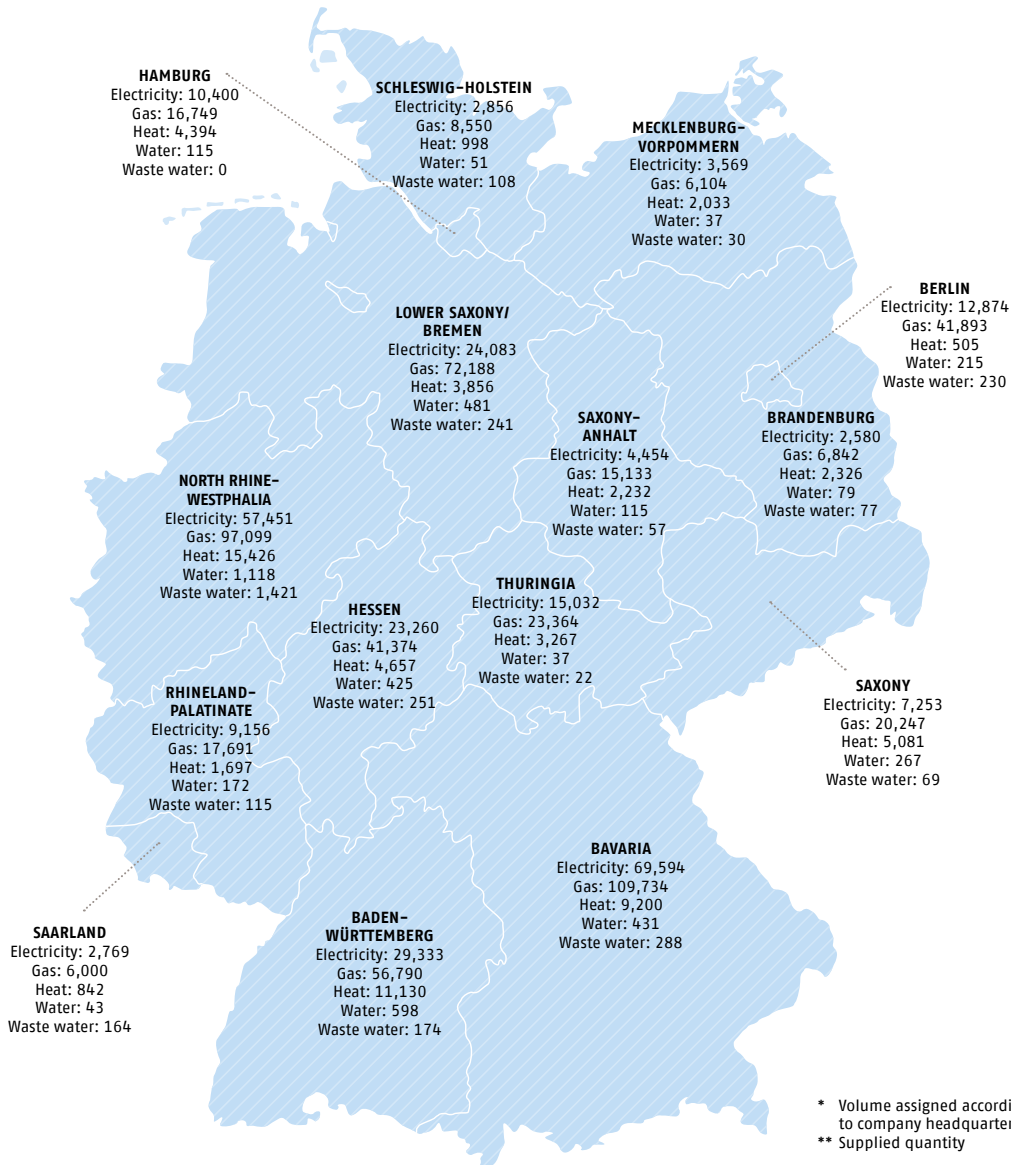 HAMBURG
Electricity: 10,400
Gas: 16,749
Heat: 4,394
Water: 115
Waste water: 0
SCHLESWIG-HOLSTEIN
Electricity: 2,856
Gas: 8,550
Heat: 998
Water: 51
Waste water: 108
MECKLENBURG-
VORPOMMERN
Electricity: 3,569
Gas: 6,104
Heat: 2,033
Water: 37
Waste water: 30
BERLIN
Electricity: 12,874
Gas: 41,893
Heat: 505
Water: 215
Waste water: 230
LOWER SAXONY/
BREMEN
Electricity: 24,083
Gas: 72,188
Heat: 3,856
Water: 481
Waste water: 241
SAXONY-
ANHALT
Electricity: 4,454
Gas: 15,133
Heat: 2,232
Water: 115
Waste water: 57
BRANDENBURG
Electricity: 2,580
Gas: 6,842
Heat: 2,326
Water: 79
Waste water: 77
NORTH RHINE-
WESTPHALIA
Electricity: 57,451
Gas: 97,099
Heat: 15,426
Water: 1,118
Waste water: 1,421
HESSEN
Electricity: 23,260
Gas: 41,374
Heat: 4,657
Water: 425
Waste water: 251
THURINGIA
Electricity: 15,032
Gas: 23,364
Heat: 3,267
Water: 37
Waste water: 22
SAXONY
Electricity: 7,253
Gas: 20,247
Heat: 5,081
Water: 267
Waste water: 69
RHINELAND-
PALATINATE
Electricity: 9,156
Gas: 17,691
Heat: 1,697
Water: 172
Waste water: 115
SAARLAND
Electricity: 2,769
Gas: 6,000
Heat: 842
Water: 43
Waste water: 164
BADEN-
WÜRTTEMBERG
Electricity: 29,333
Gas: 56,790
Heat: 11,130
Water: 598
Waste water: 174
BAVARIA
Electricity: 69,594
Gas: 109,734
Heat: 9,200
Water: 431
Waste water: 288
* Volume assigned
to company
** Supplied quantity